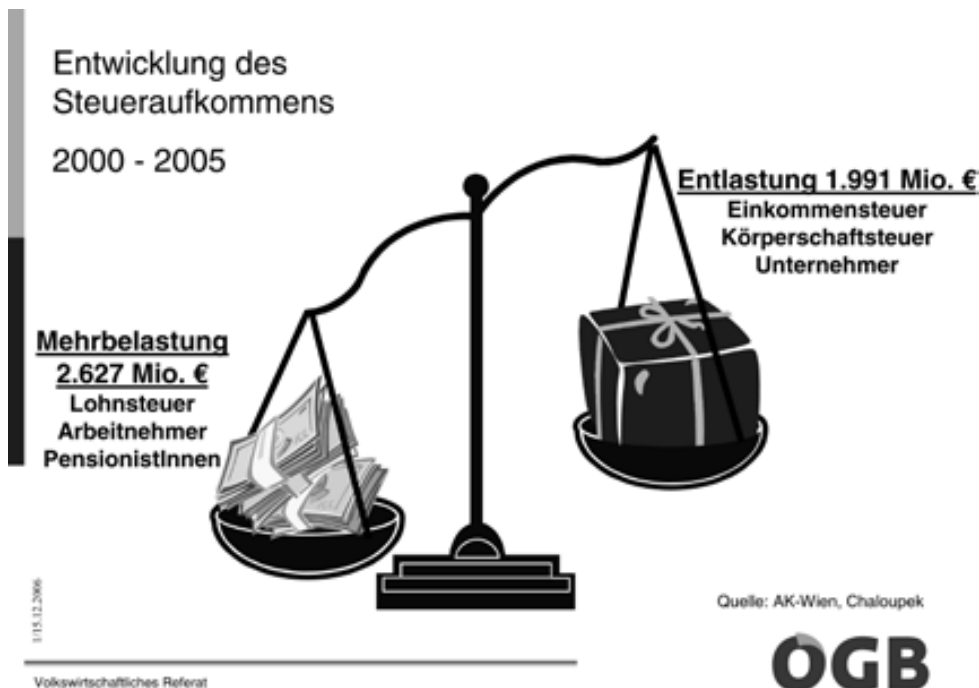 Entwicklung des
Steueraufkommens
2000 - 2005
Entlastung 1.991 Mio. €
Einkommensteuer
Körperschaftsteuer
Unternehmer
Mehrbelastung
2.627 Mio. €
Lohnsteuer
Arbeitnehmer
PensionistInnen
Quelle: AK-Wien, Chaloupek
1/15.12.2006
Volkswirtschaftliches Referat
ÖGB